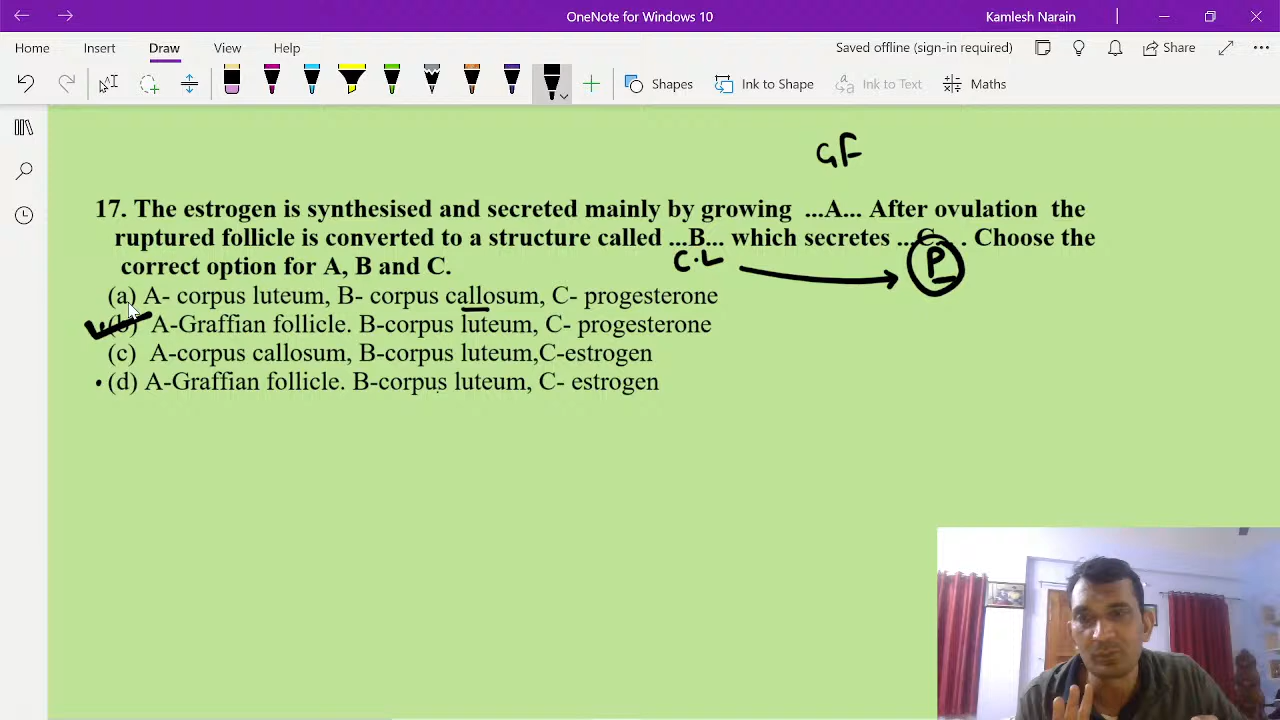 OneNote for Windows 10
Kamlesh Narain
Home Insert Draw View Help
Saved offline (sign-in required)
Share
Shapes
Ink to Shape
Ink to Text
Maths
GF
17. The estrogen is synthesised and secreted mainly by growing ...A... After ovulation the
ruptured follicle is converted to a structure called ...B... which secretes ...C... . Choose the
C.L
P
correct option for A, B and C.
(a) A- corpus luteum, B- corpus callosum, C- progesterone
(b) A-Graffian follicle. B-corpus luteum, C- progesterone
(c) A-corpus callosum, B-corpus luteum,C-estrogen
(d) A-Graffian follicle. B-corpus luteum, C- estrogen